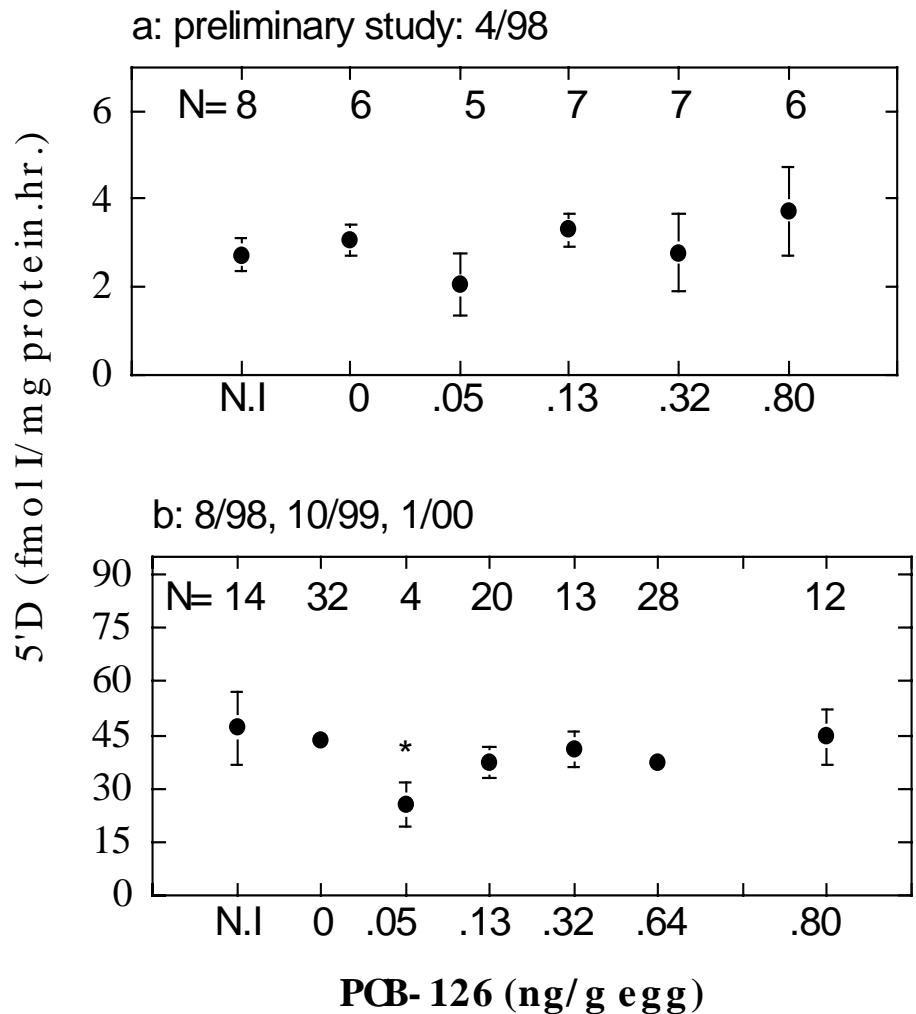 a: preliminary study: 4/98
6
4
2
0
N= 8 6 5 7 7 6
N.I 0 .05 .13 .32 .80
5'D (fmol I/mg protein.hr.)
b: 8/98, 10/99, 1/00
90
75
60
45
30
15
0
N= 14 32 4 20 13 28 12
*
N.I 0 .05 .13 .32 .64 .80
PCB-126 (ng/g egg)